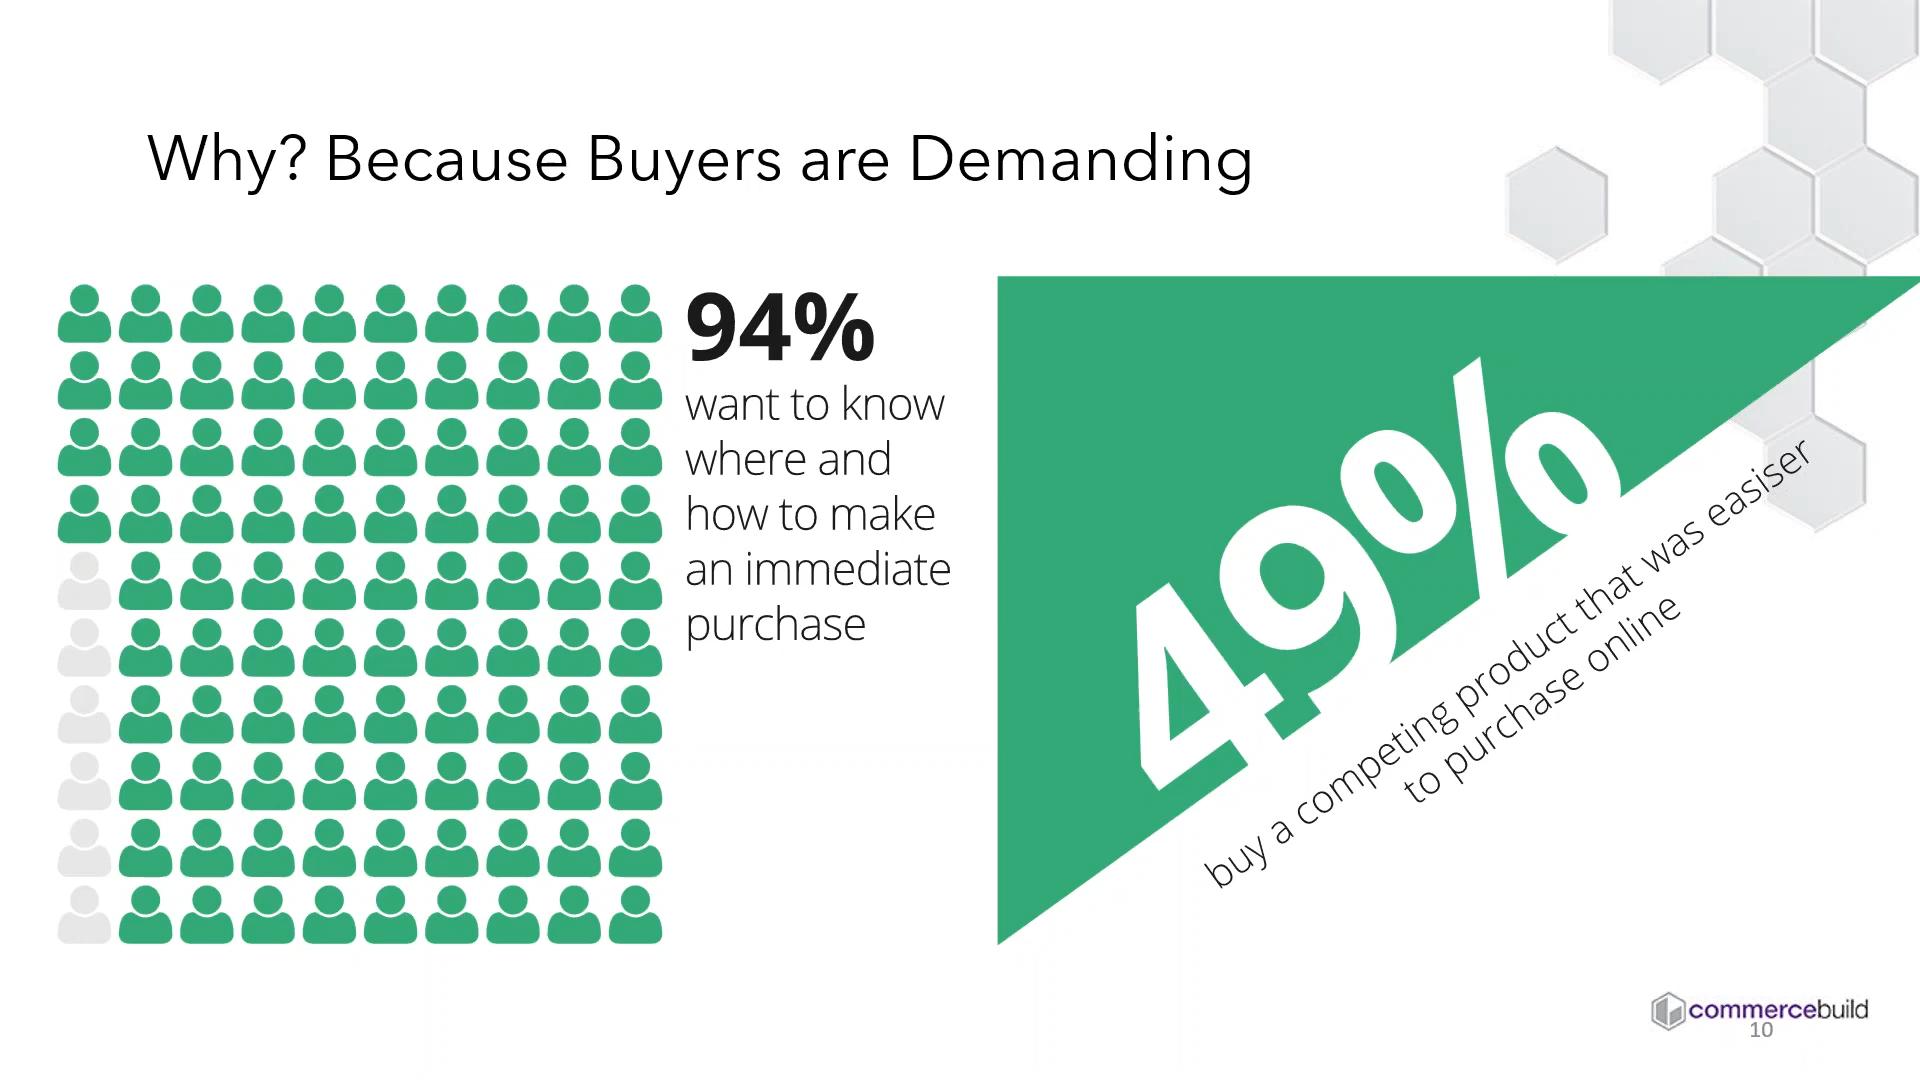 Why? Because Buyers are Demanding
94%
want to know
where and
how to make
an immediate
purchase
49%
buy a competing product that was easiser
to purchase online
commercebuild
10